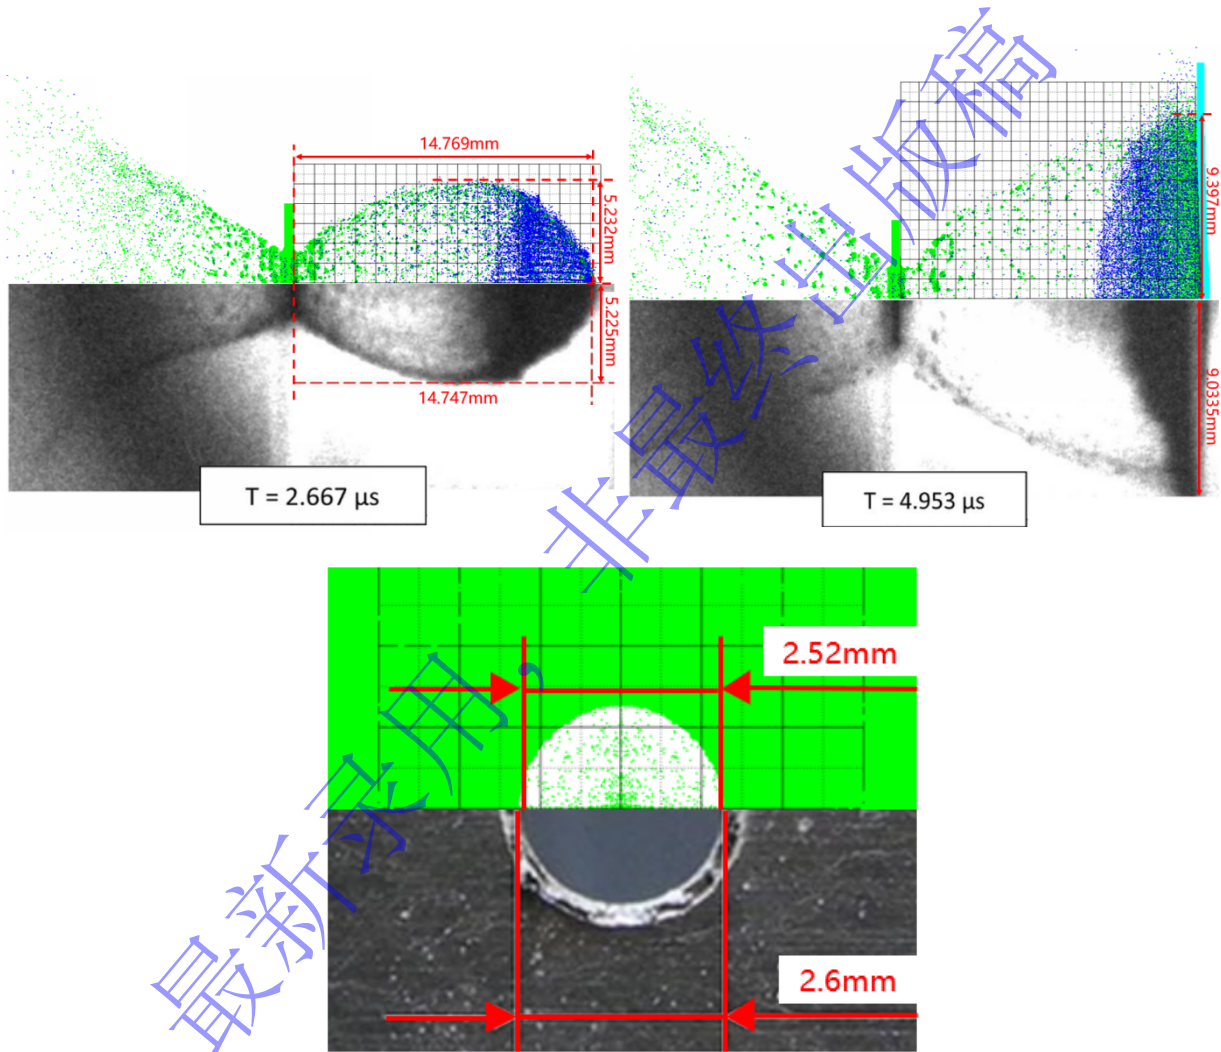 14.769mm
5.232mm
5.225mm
14.747mm
T = 2.667 μs
9.397mm
9.0335mm
T = 4.953 μs
2.52mm
2.6mm
最新录用，非最终出版稿